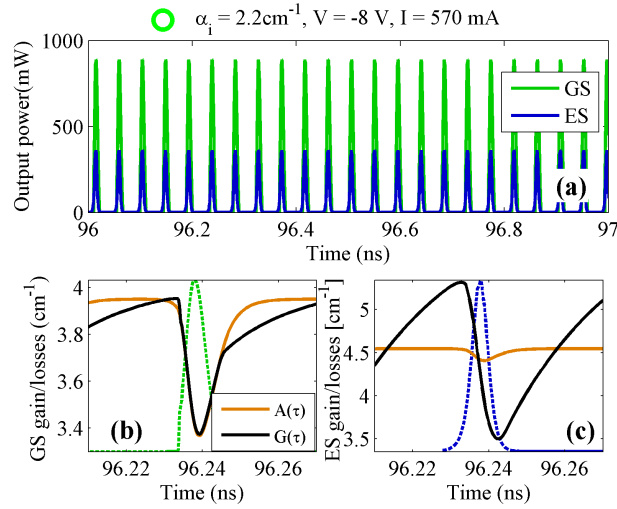 α_i = 2.2cm⁻¹, V = -8 V, I = 570 mA
Output power(mW)
1000
500
0
GS
ES
(a)
96 96.2 96.4 96.6 96.8 97
Time (ns)
GS gain/losses (cm⁻¹)
4
3.8
3.6
3.4
(b)
A(τ)
G(τ)
96.22 96.24 96.26
Time (ns)
ES gain/losses [cm⁻¹]
5
4.5
4
3.5
(c)
96.22 96.24 96.26
Time (ns)